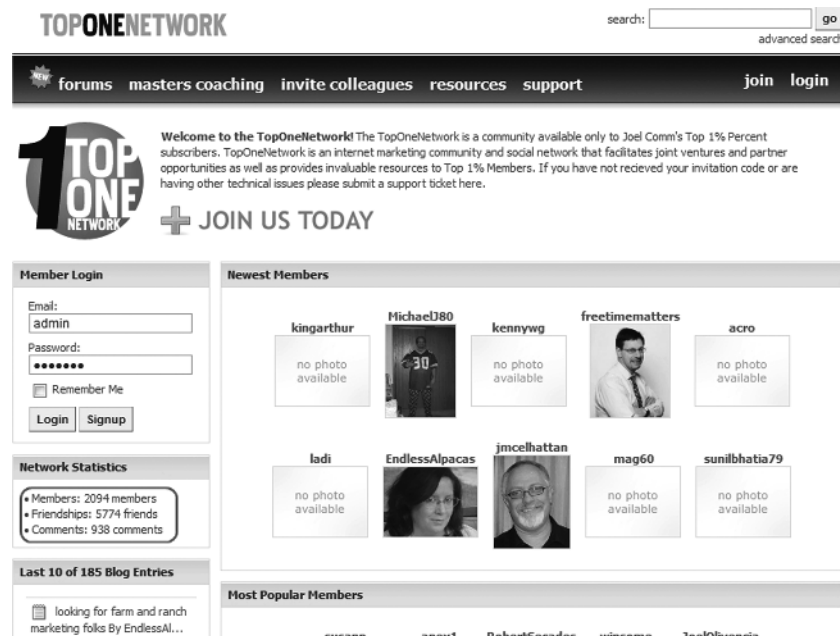 TOPONENETWORK
search:
go
advanced search
NEW
forums masters coaching invite colleagues resources support
join login
1 TOP
ONE
NETWORK
Welcome to the TopOneNetwork! The TopOneNetwork is a community available only to Joel Comm's Top 1% Percent
subscribers. TopOneNetwork is an internet marketing community and social network that facilitates joint ventures and partner
opportunities as well as provides invaluable resources to Top 1% Members. If you have not recieved your invitation code or are
having other technical issues please submit a support ticket here.
JOIN US TODAY
Member Login
Email:
admin
Password:
Remember Me
Login Signup
Network Statistics
• Members: 2094 members
• Friendships: 5774 friends
• Comments: 938 comments
Last 10 of 185 Blog Entries
looking for farm and ranch
marketing folks By EndlessAl...
Newest Members
kingarthur MichaelJ80 kennywg freetimematters acro
no photo
available
30
no photo
available
no photo
available
ladi EndlessAlpacas jmcelhattan mag60 sunilbhatia79
no photo
available
no photo
available
no photo
available
Most Popular Members